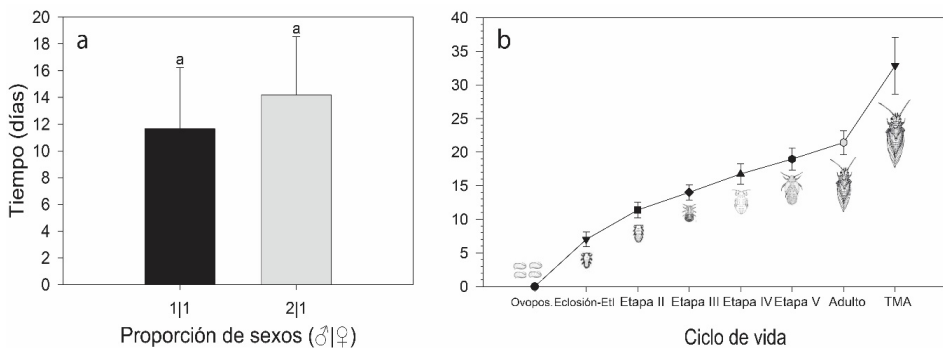 a
Tiempo (días)
20
18
16
14
12
10
8
6
4
2
0
a
a
1|1
2|1
Proporción de sexos (♂|♀)
b
40
35
30
25
20
15
10
5
0
Ovopos. Eclosión-EtI Etapa II Etapa III Etapa IV Etapa V Adulto TMA
Ciclo de vida